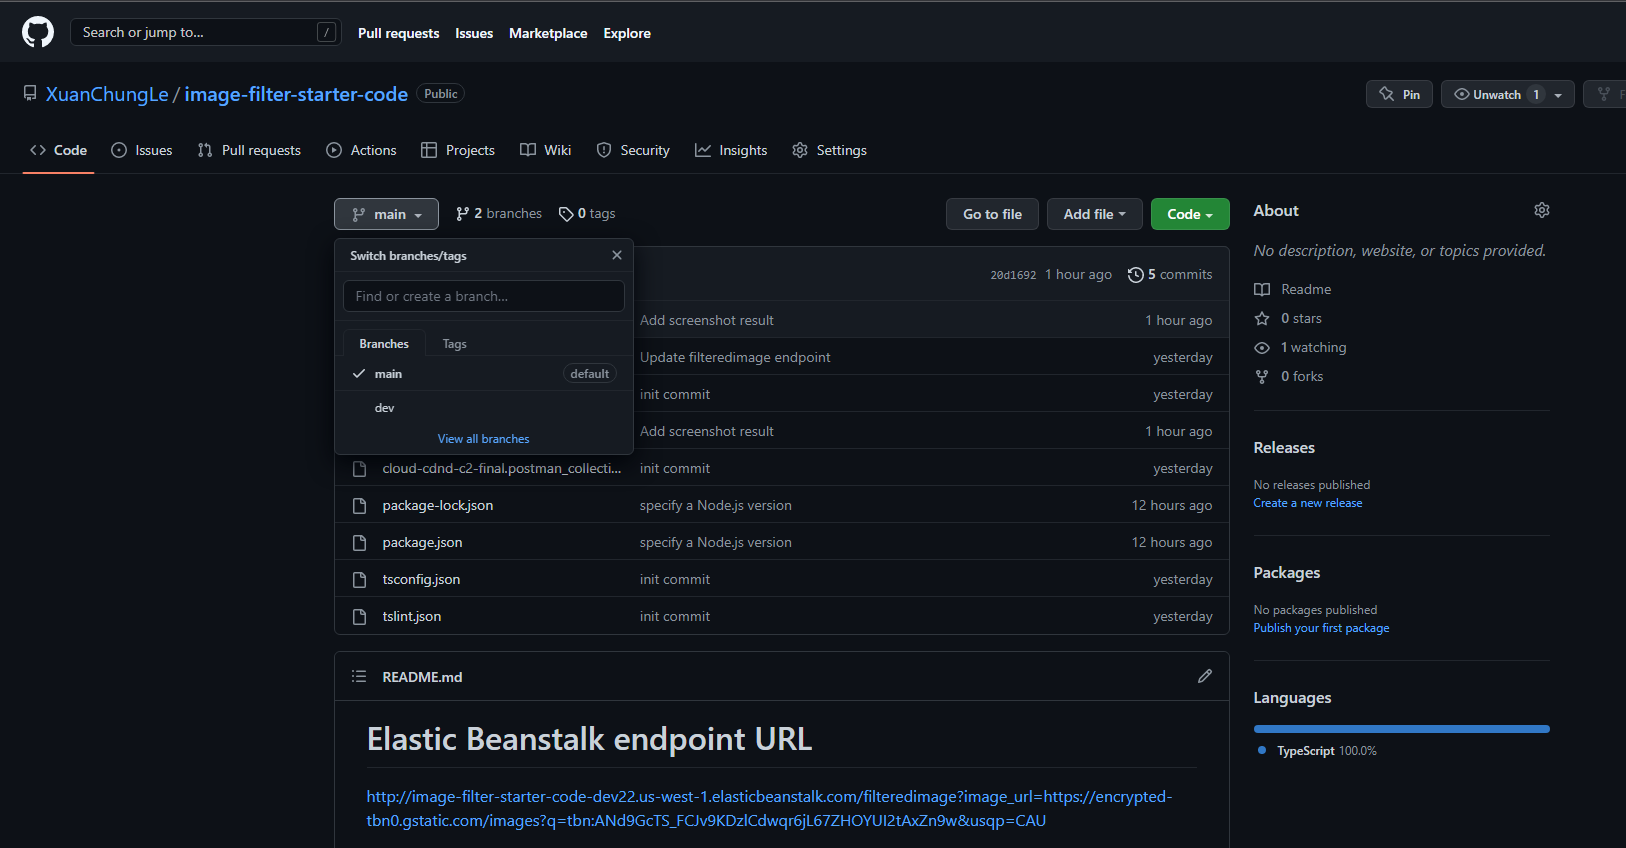 Search or jump to... /
Pull requests Issues Marketplace Explore
XuanChungLe / image-filter-starter-code Public
Pin Unwatch 1
Code Issues Pull requests Actions Projects Wiki Security Insights Settings
main 2 branches 0 tags Go to file Add file Code
Switch branches/tags
Find or create a branch...
Branches Tags
main default
dev
View all branches
20d1692 1 hour ago 5 commits
Add screenshot result 1 hour ago
Update filteredimage endpoint yesterday
init commit yesterday
Add screenshot result 1 hour ago
cloud-cdnd-c2-final.postman_collecti... init commit yesterday
package-lock.json specify a Node.js version 12 hours ago
package.json specify a Node.js version 12 hours ago
tsconfig.json init commit yesterday
tslint.json init commit yesterday
README.md
Elastic Beanstalk endpoint URL
http://image-filter-starter-code-dev22.us-west-1.elasticbeanstalk.com/filteredimage?image_url=https://encrypted-
tbn0.gstatic.com/images?q=tbn:ANd9GcTS_FCJv9KDzlCdwqr6jL67ZHOYUI2tAxZn9w&usqp=CAU
About
No description, website, or topics provided.
Readme
0 stars
1 watching
0 forks
Releases
No releases published
Create a new release
Packages
No packages published
Publish your first package
Languages
TypeScript 100.0%